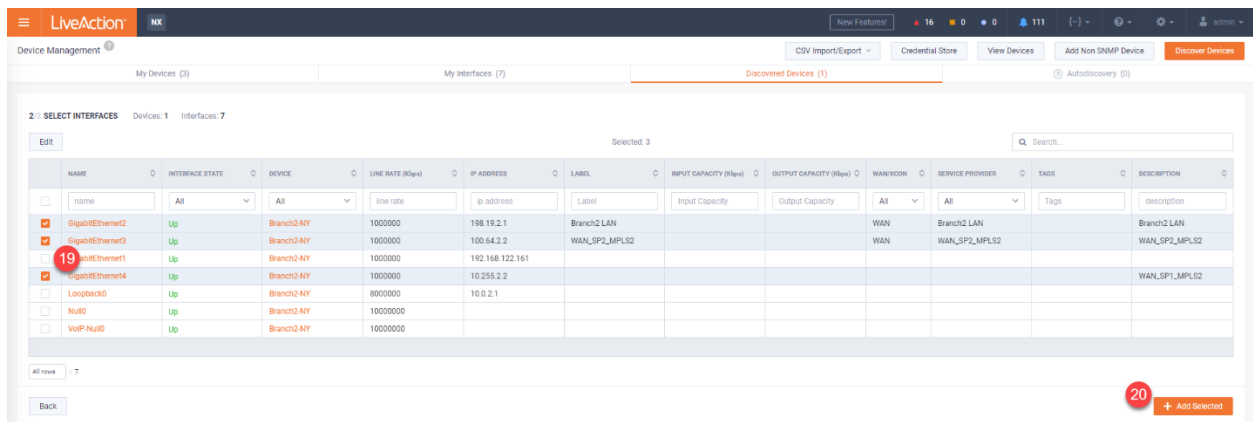 LiveAction NX New Features! 16 0 0 111 admin
Device Management CSV Import/Export Credential Store View Devices Add Non SNMP Device Discover Devices
My Devices (3) My Interfaces (7) Discovered Devices (1) Autodiscovery (0)
2/2 SELECT INTERFACES Devices: 1 Interfaces: 7
Edit Selected: 3 Search...
NAME INTERFACE STATE DEVICE LINE RATE (Kbps) IP ADDRESS LABEL INPUT CAPACITY (Kbps) OUTPUT CAPACITY (Kbps) WAN/XCON SERVICE PROVIDER TAGS DESCRIPTION
name All All line rate ip address Label Input Capacity Output Capacity All All Tags description
GigabitEthernet2 Up Branch2-NY 1000000 198.19.2.1 Branch2 LAN WAN Branch2 LAN Branch2 LAN
GigabitEthernet3 Up Branch2-NY 1000000 100.64.2.2 WAN_SP2_MPLS2 WAN WAN_SP2_MPLS2 WAN_SP2_MPLS2
19 abitEthernet1 Up Branch2-NY 1000000 192.168.122.161
GigabitEthernet4 Up Branch2-NY 1000000 10.255.2.2 WAN_SP1_MPLS2
Loopback0 Up Branch2-NY 8000000 10.0.2.1
Null0 Up Branch2-NY 10000000
VoIP-Null0 Up Branch2-NY 10000000
All rows / 7
Back 20 + Add Selected